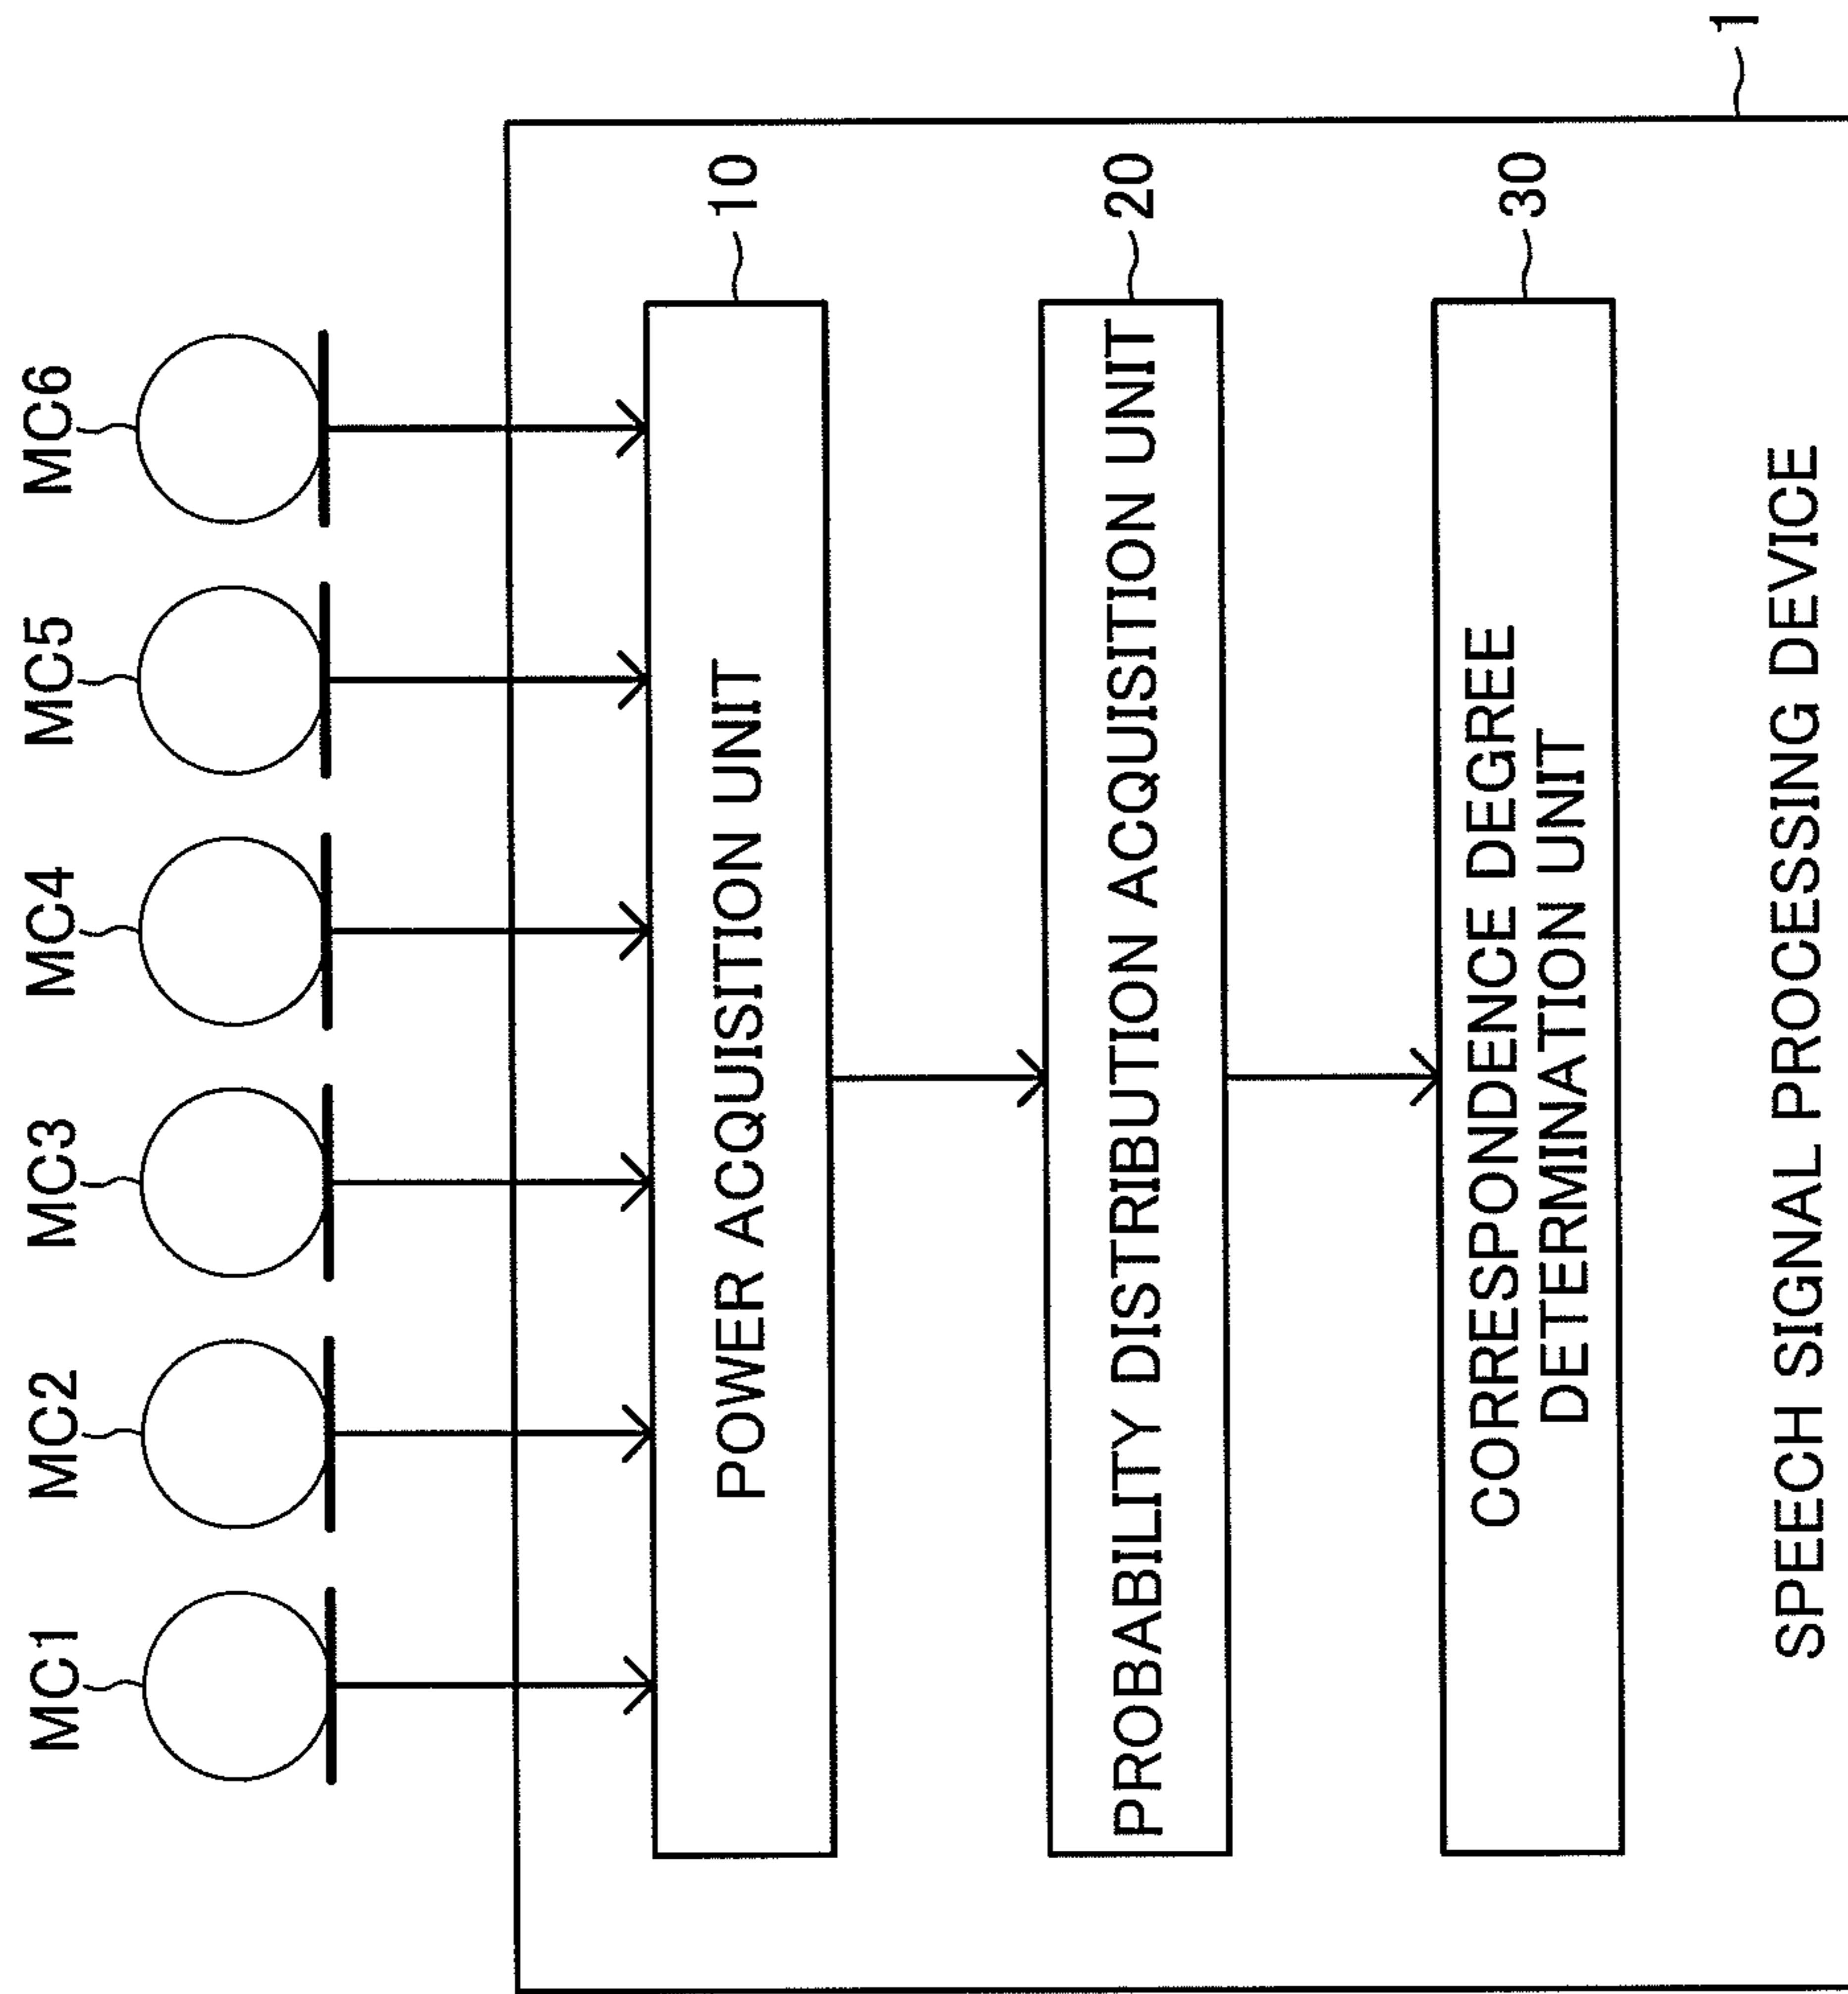 MC1
MC2
MC3
MC4
MC5
MC6
POWER ACQUISITION UNIT
10
PROBABILITY DISTRIBUTION ACQUISITION UNIT
20
CORRESPONDENCE DEGREE
DETERMINATION UNIT
30
SPEECH SIGNAL PROCESSING DEVICE
1